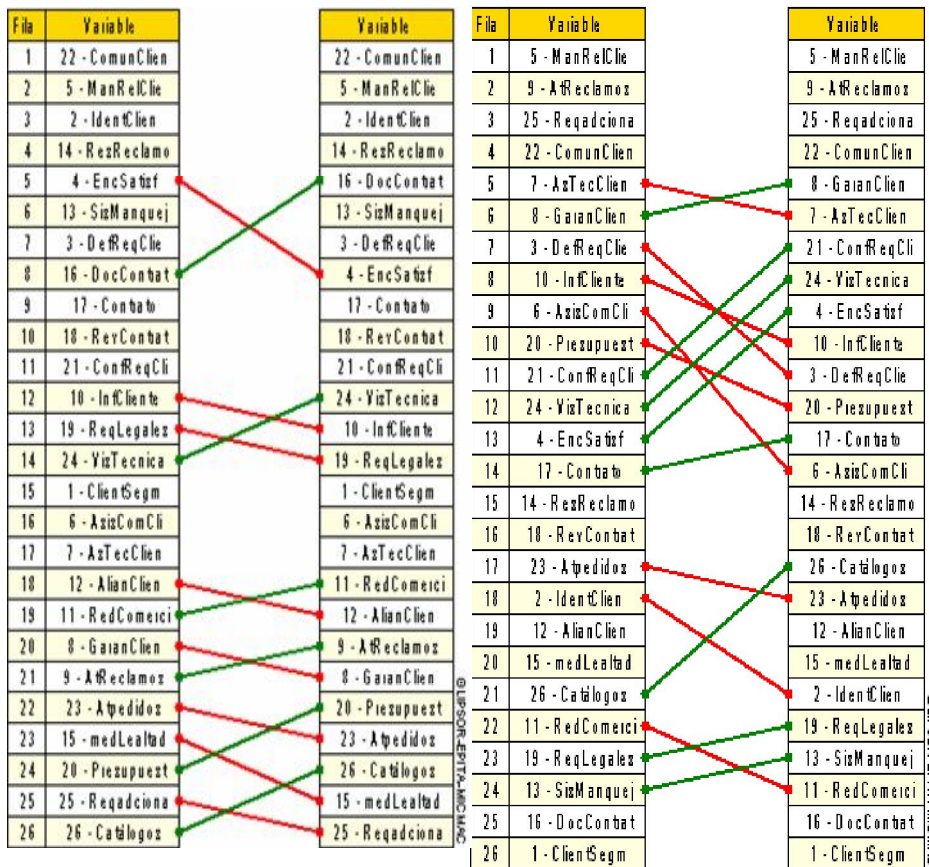 Fila Variable Variable
1 22 - ComunClien 22 - ComunClien
2 5 - ManRelClie 5 - ManRelClie
3 2 - IdentClien 2 - IdentClien
4 14 - ResReclamo 14 - ResReclamo
5 4 - EncSatisf 16 - DocContrat
6 13 - SisManquej 13 - SisManquej
7 3 - DefReqClie 3 - DefReqClie
8 16 - DocContrat 4 - EncSatisf
9 17 - Contrato 17 - Contrato
10 18 - RevContrat 18 - RevContrat
11 21 - ConfReqCli 21 - ConfReqCli
12 10 - InfCliente 24 - VisTecnica
13 19 - ReqLegales 10 - InfCliente
14 24 - VisTecnica 19 - ReqLegales
15 1 - ClientSegm 1 - ClientSegm
16 6 - AsisComCli 6 - AsisComCli
17 7 - AsTecClien 7 - AsTecClien
18 12 - AlianClien 11 - RedComerci
19 11 - RedComerci 12 - AlianClien
20 8 - GaranClien 9 - AtReclamos
21 9 - AtReclamos 8 - GaranClien
22 23 - Atpedidos 20 - Presupuest
23 15 - medLealtad 23 - Atpedidos
24 20 - Presupuest 26 - Catálogos
25 25 - Reqadciona 15 - medLealtad
26 26 - Catálogos 25 - Reqadciona
© LIPSOR-EPITA-MICMAC
Fila Variable Variable
1 5 - ManRelClie 5 - ManRelClie
2 9 - AtReclamos 9 - AtReclamos
3 25 - Reqadciona 25 - Reqadciona
4 22 - ComunClien 22 - ComunClien
5 7 - AsTecClien 8 - GaranClien
6 8 - GaranClien 7 - AsTecClien
7 3 - DefReqClie 21 - ConfReqCli
8 10 - InfCliente 24 - VisTecnica
9 6 - AsisComCli 4 - EncSatisf
10 20 - Presupuest 10 - InfCliente
11 21 - ConfReqCli 3 - DefReqClie
12 24 - VisTecnica 20 - Presupuest
13 4 - EncSatisf 17 - Contrato
14 17 - Contrato 6 - AsisComCli
15 14 - ResReclamo 14 - ResReclamo
16 18 - RevContrat 18 - RevContrat
17 23 - Atpedidos 26 - Catálogos
18 2 - IdentClien 23 - Atpedidos
19 12 - AlianClien 12 - AlianClien
20 15 - medLealtad 15 - medLealtad
21 26 - Catálogos 2 - IdentClien
22 11 - RedComerci 19 - ReqLegales
23 19 - ReqLegales 13 - SisManquej
24 13 - SisManquej 11 - RedComerci
25 16 - DocContrat 16 - DocContrat
26 1 - ClientSegm 1 - ClientSegm